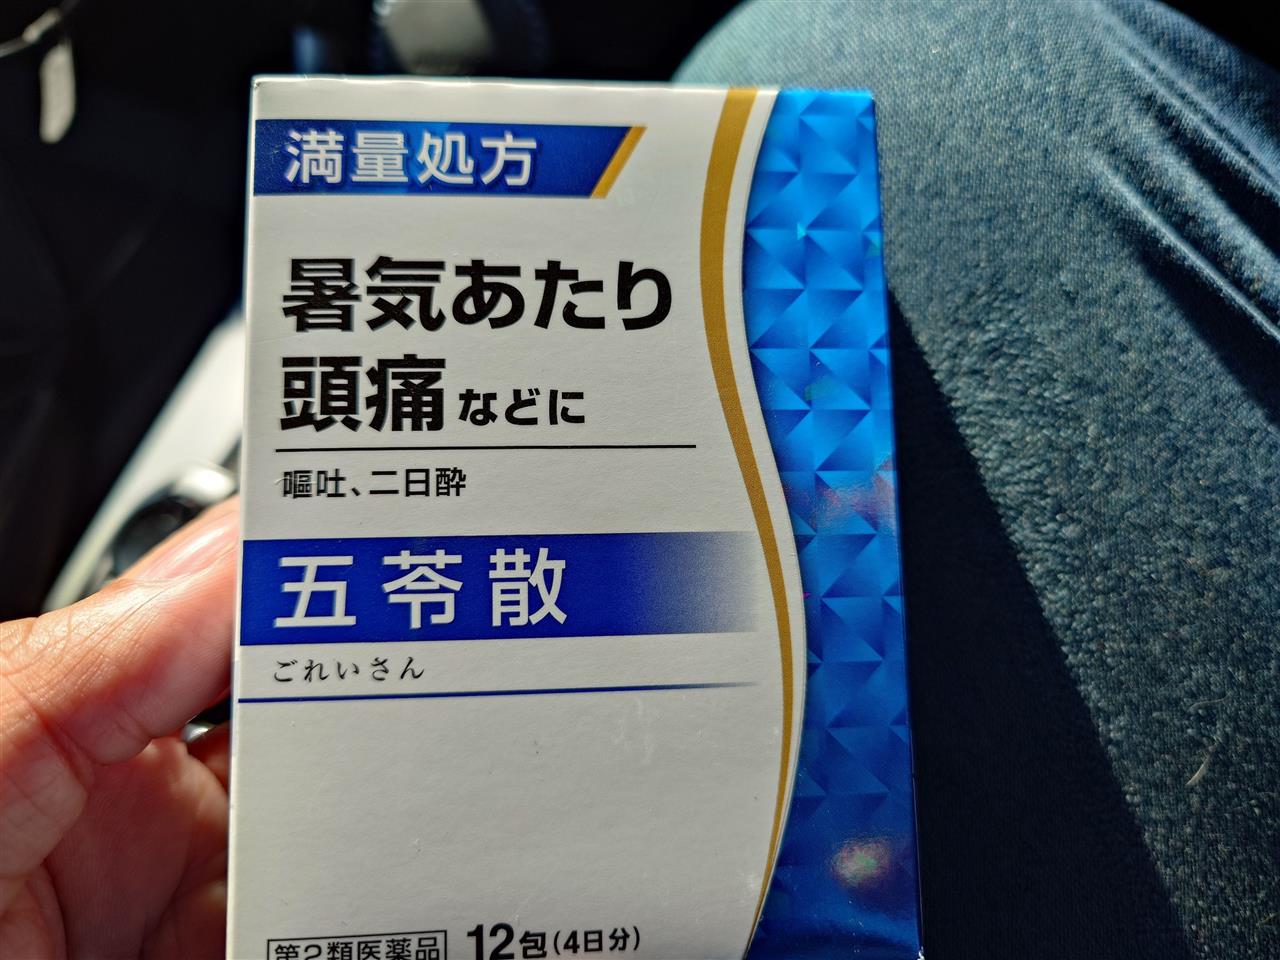 満量処方
暑気あたり
頭痛などに
嘔吐、二日酔
五苓散
ごれいさん
第2類医薬品 12包(4日分)